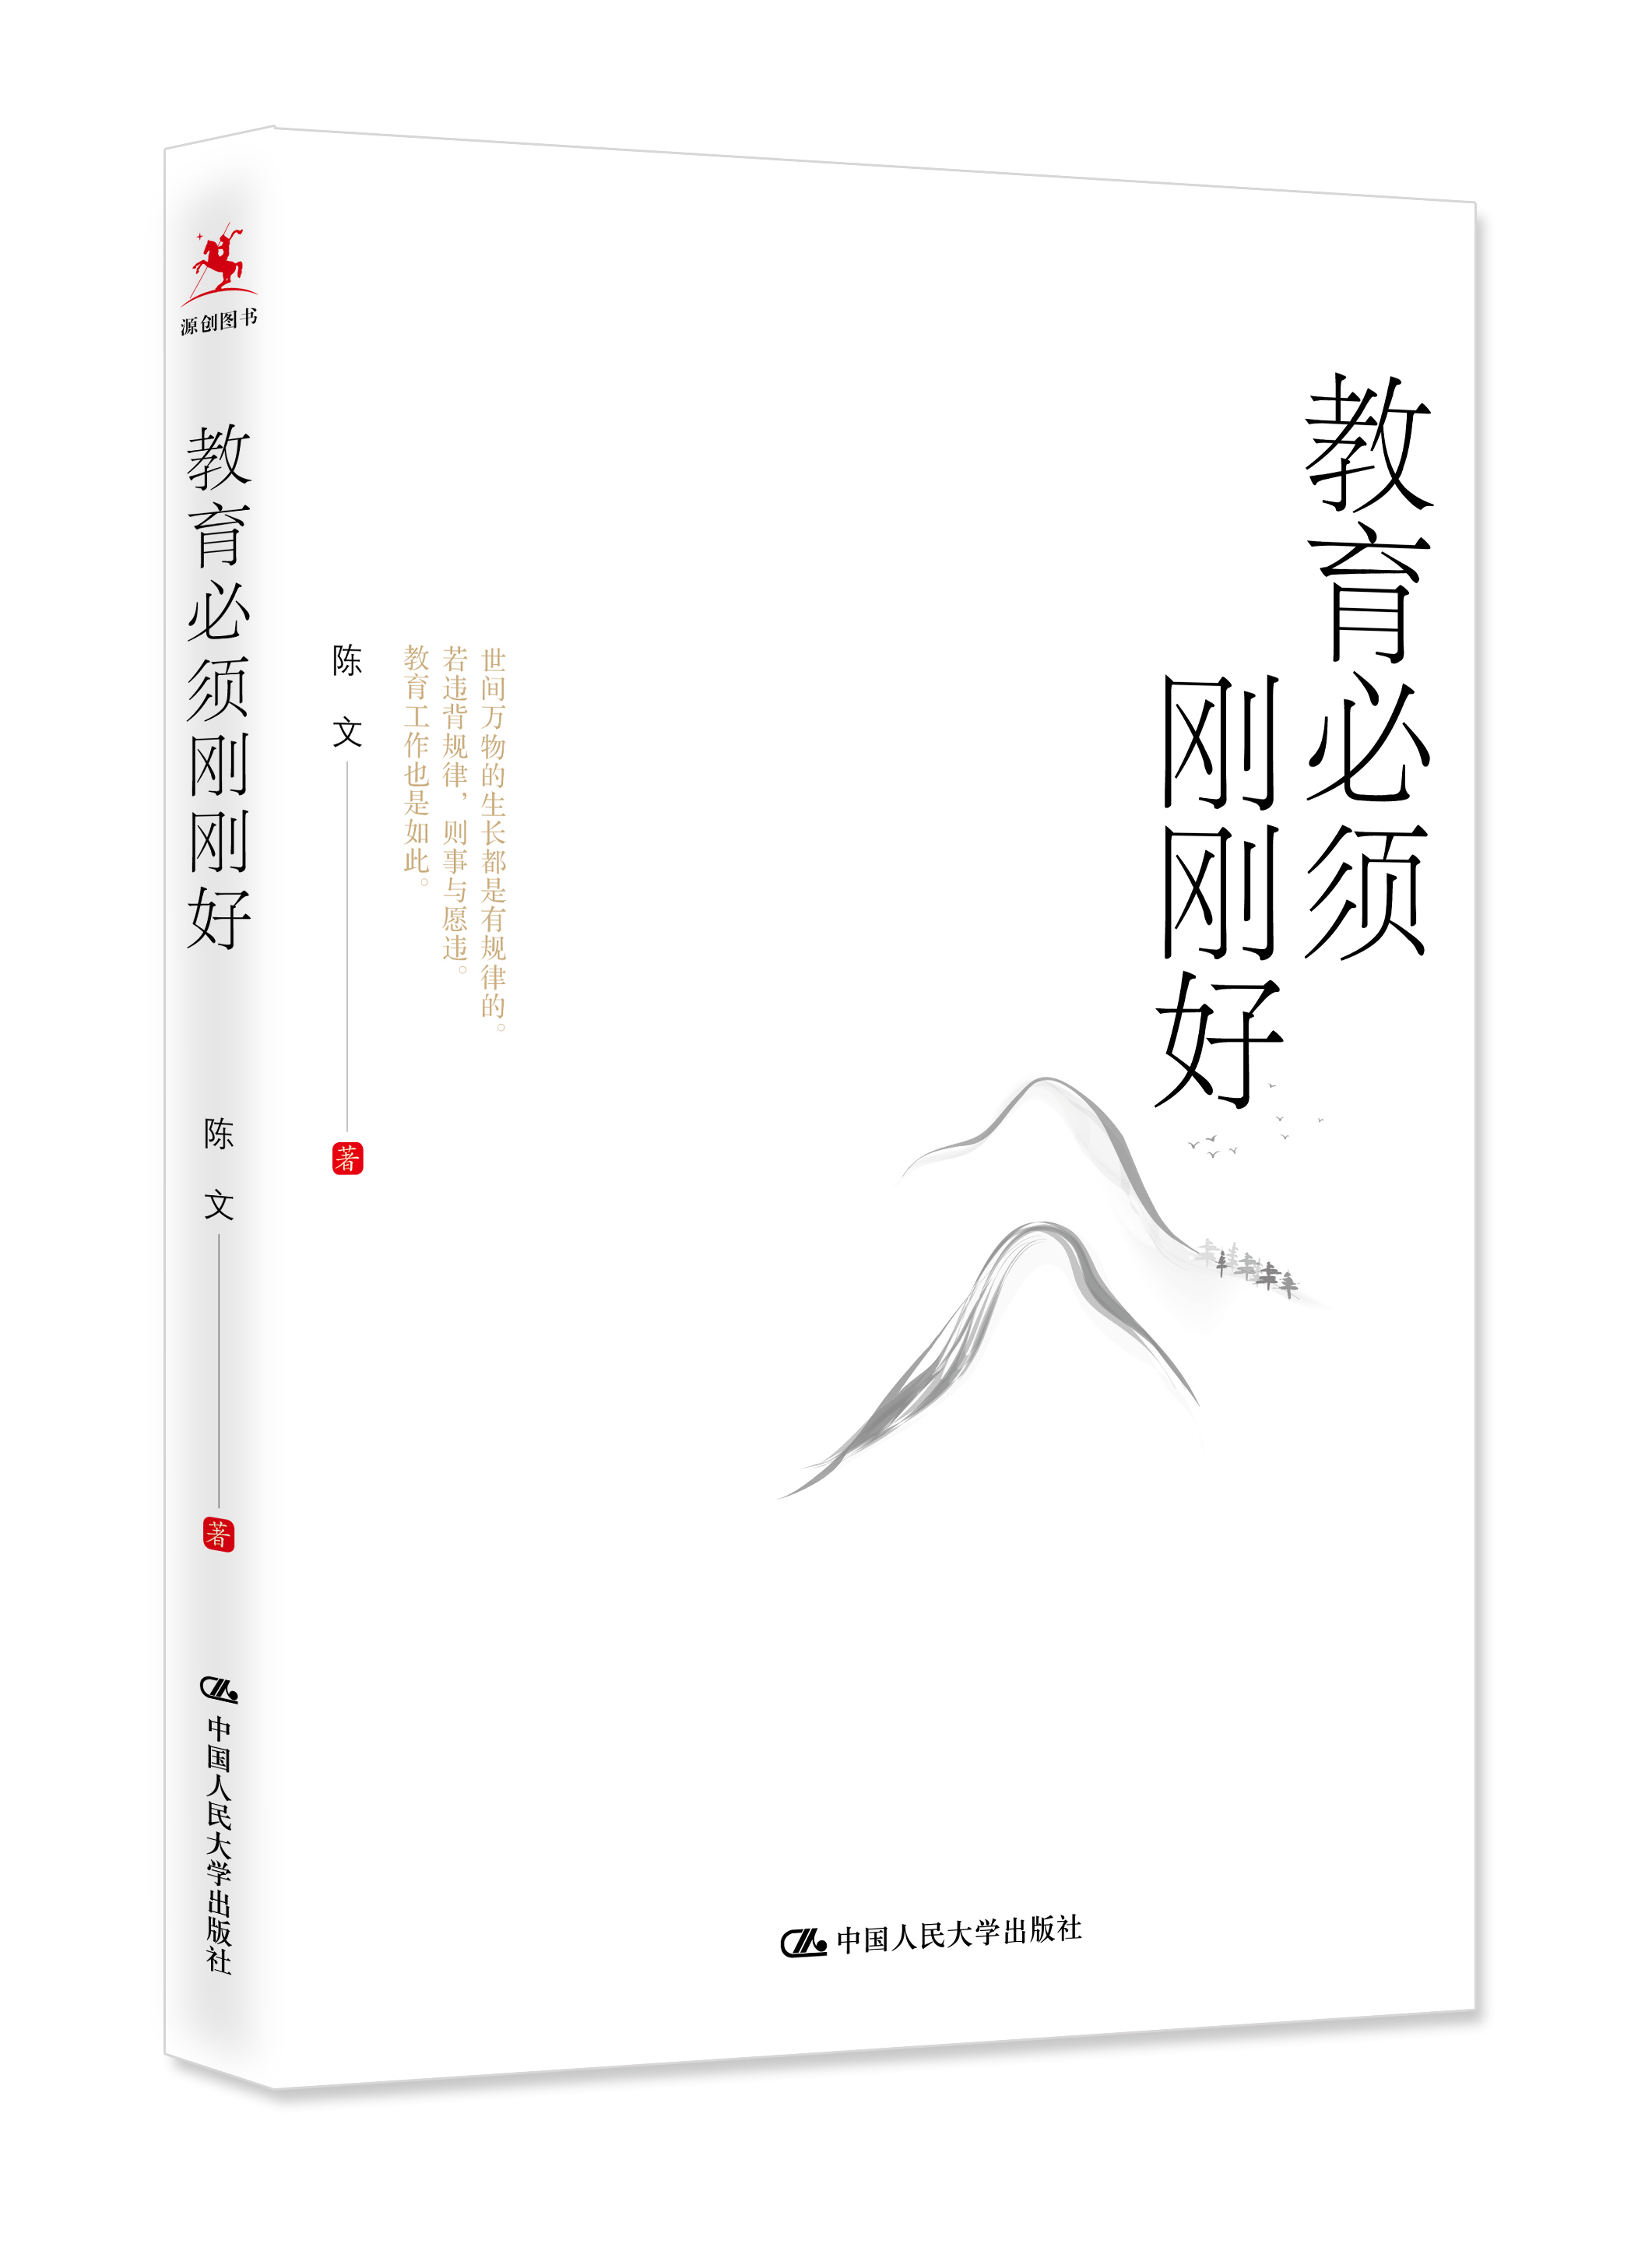 源创图书
教育必须刚刚好
陈文
著
中国人民大学出版社
教育必须
刚刚好
世间万物的生长都是有规律的。
若违背规律，则事与愿违。
教育工作也是如此。
陈文
著
中国人民大学出版社